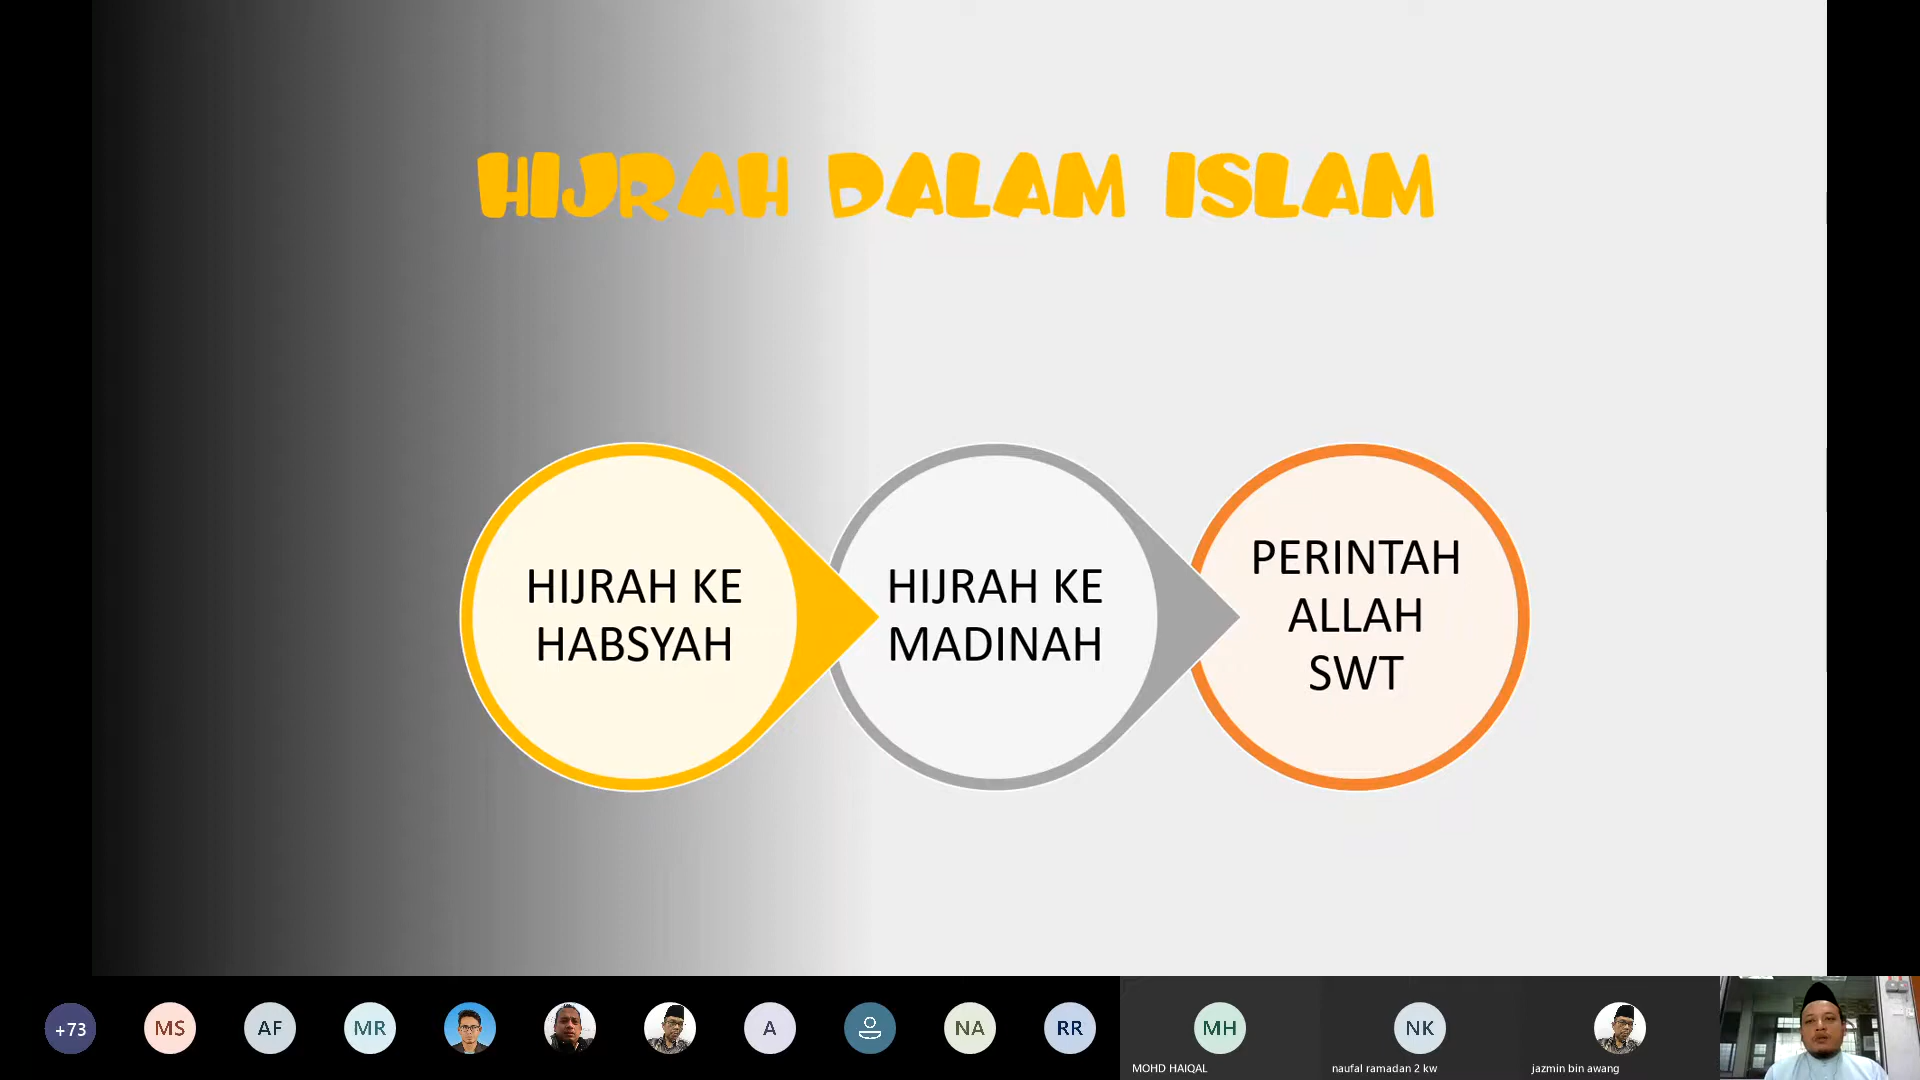 HIJRAH DALAM ISLAM
HIJRAH KE
HABSYAH
HIJRAH KE
MADINAH
PERINTAH
ALLAH
SWT
+73
MS
AF
MR
A
NA
RR
MH
MOHD HAIQAL
NK
naufal ramadan 2 kw
jazmin bin awang